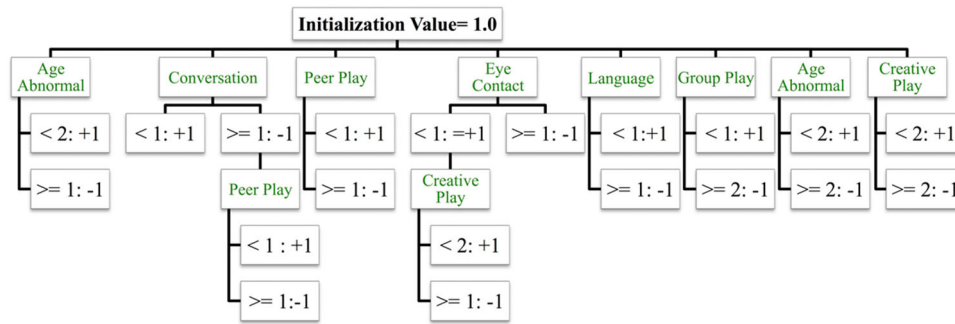 Initialization Value= 1.0
Age
Abnormal
Conversation
Peer Play
Eye
Contact
Language
Group Play
Age
Abnormal
Creative
Play
< 2: +1
< 1: +1
>= 1: -1
< 1: +1
< 1: =+1
>= 1: -1
< 1:+1
< 1: +1
< 2: +1
< 2: +1
>= 1: -1
Peer Play
>= 1: -1
Creative
Play
>= 1: -1
>= 2: -1
>= 2: -1
>= 2: -1
< 1 : +1
< 2: +1
>= 1:-1
>= 1: -1